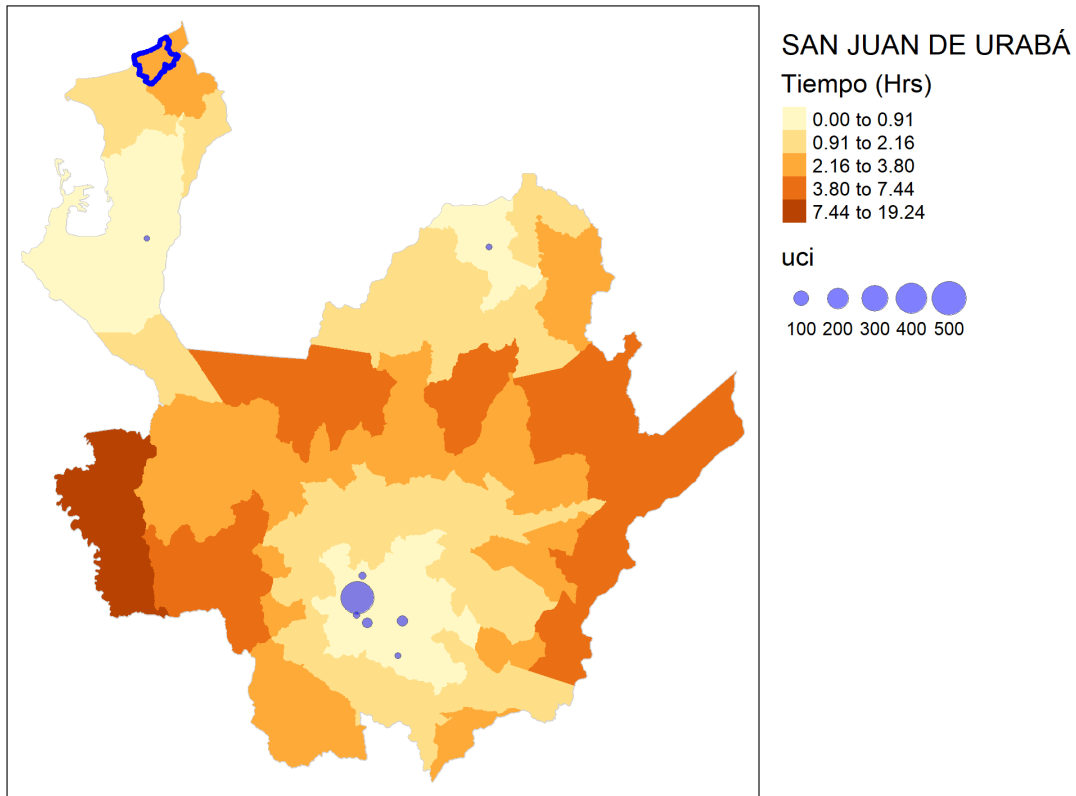 SAN JUAN DE URABÁ
Tiempo (Hrs)
0.00 to 0.91
0.91 to 2.16
2.16 to 3.80
3.80 to 7.44
7.44 to 19.24
uci
100 200 300 400 500